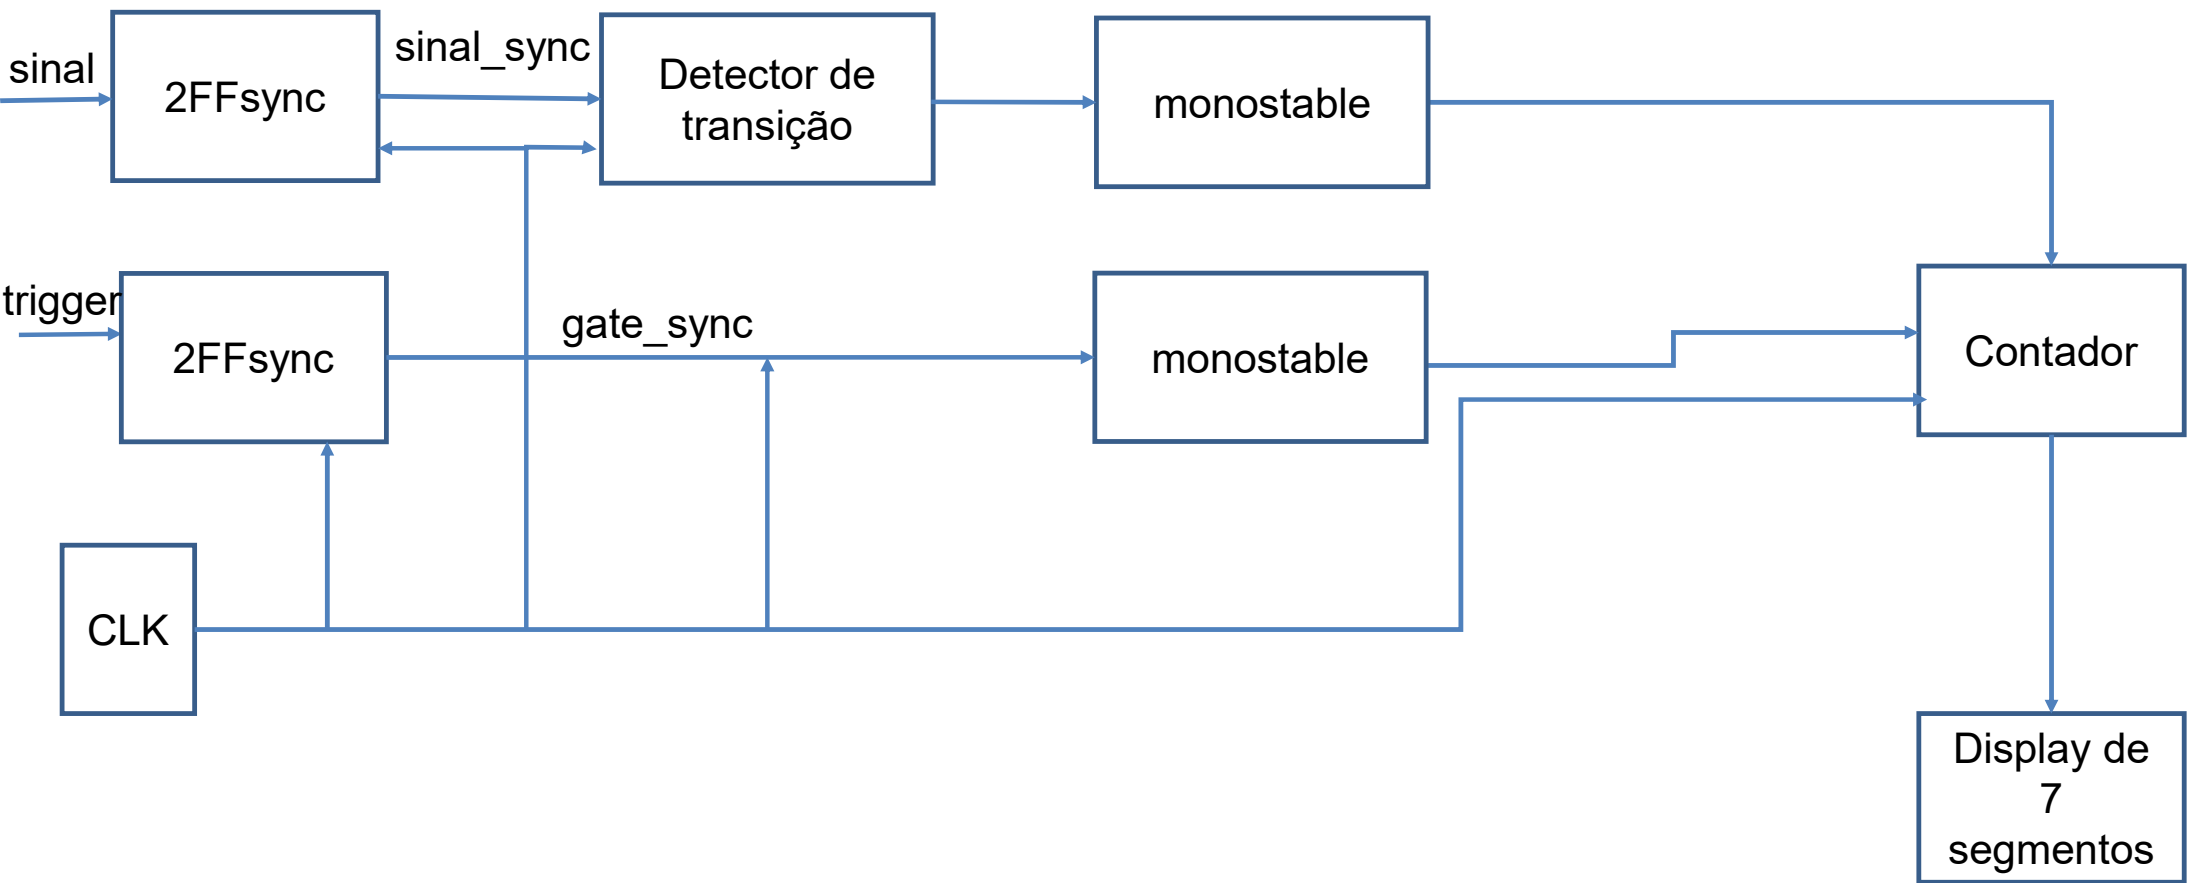 sinal
2FFsync
sinal_sync
Detector de
transição
monostable
trigger
2FFsync
gate_sync
monostable
Contador
CLK
Display de
7
segmentos